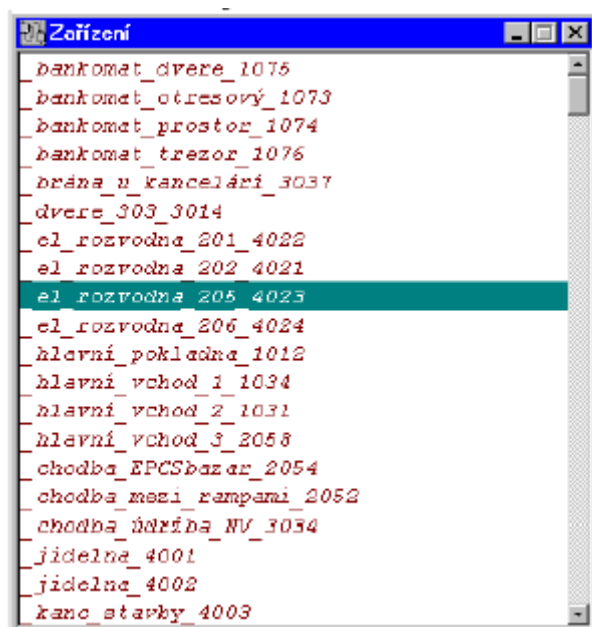 Zařízení
_bankomat_dvere_1075
_bankomat_otresový_1073
_bankomat_prostor_1074
_bankomat_trezor_1076
_brána_u_kancelárí_3037
_dvere_303_3014
_el_rozvodna_201_4022
_el_rozvodna_202_4021
_el_rozvodna_205_4023
_el_rozvodna_206_4024
_hlavní_pokladna_1012
_hlavní_vchod_1_1034
_hlavní_vchod_2_1031
_hlavní_vchod_3_2058
_chodba_EPCSbazar_2054
_chodba_mezi_rampami_2052
_chodba_údržba_NV_3034
_jidelna_4001
_jidelna_4002
_kanc_stavby_4003